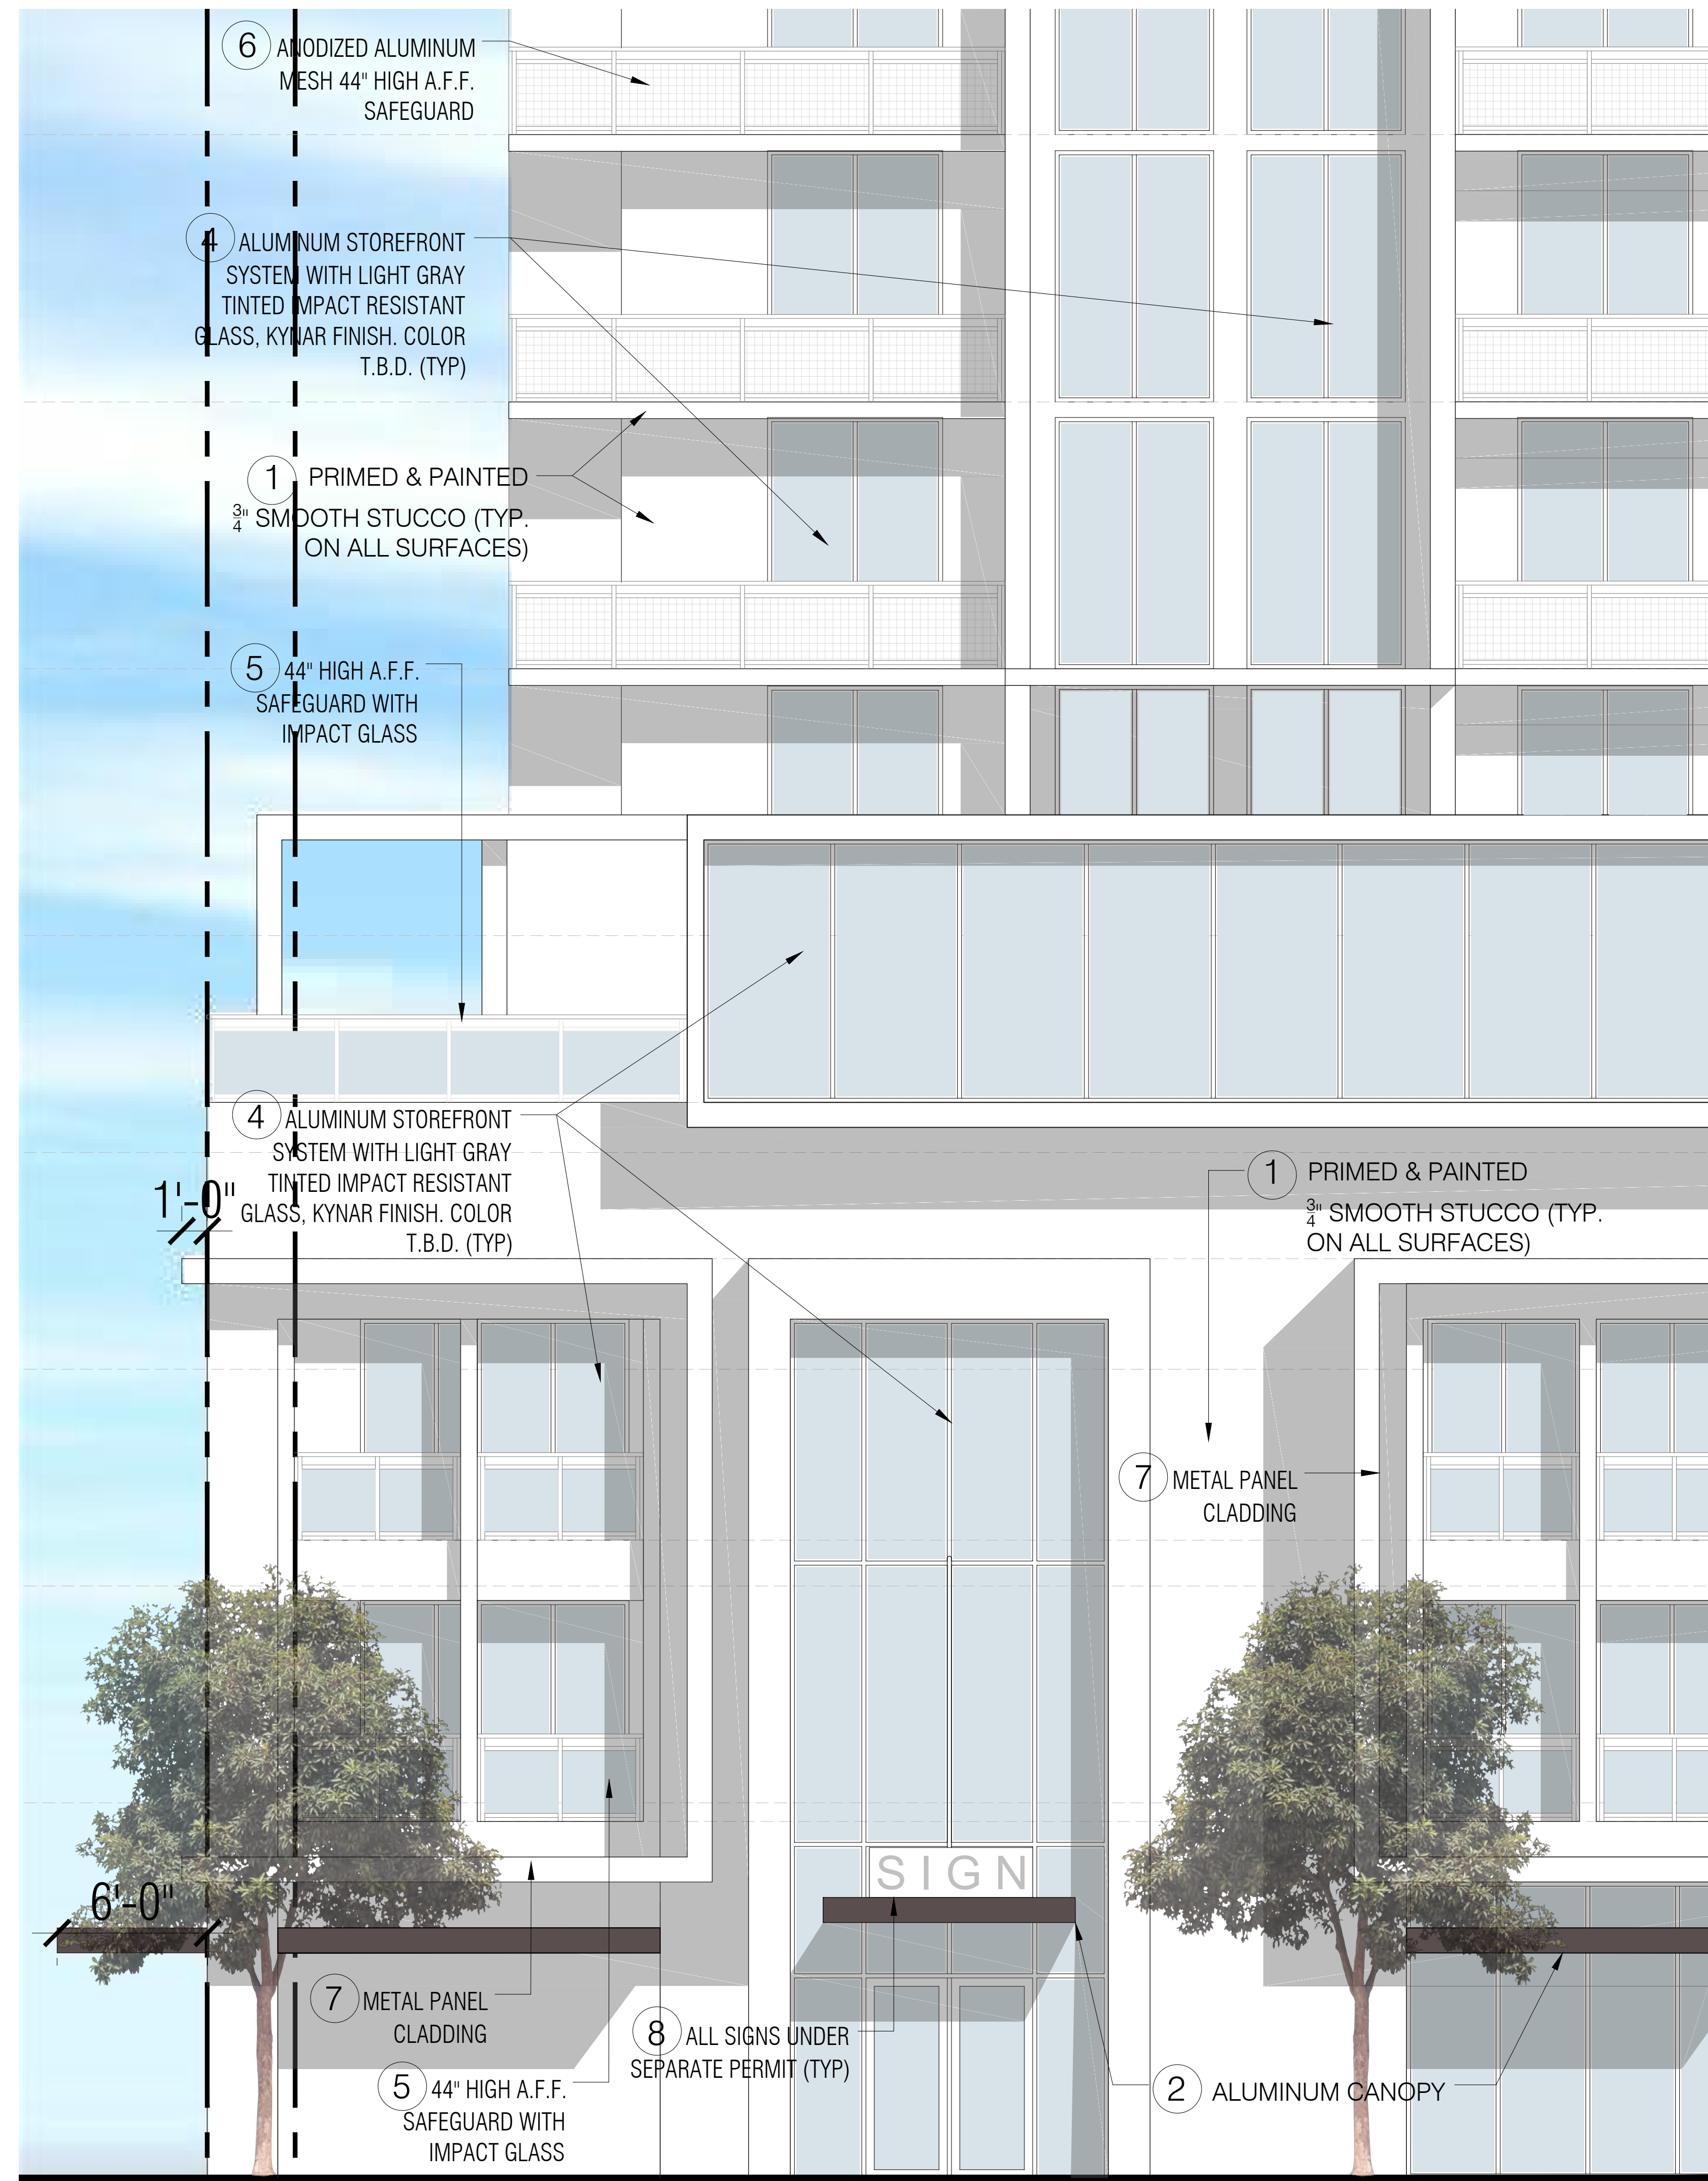 6 ANODIZED ALUMINUM
MESH 44" HIGH A.F.F.
SAFEGUARD
4 ALUMINUM STOREFRONT
SYSTEM WITH LIGHT GRAY
TINTED IMPACT RESISTANT
GLASS, KYNAR FINISH. COLOR
T.B.D. (TYP)
1 PRIMED & PAINTED
3/4" SMOOTH STUCCO (TYP.
ON ALL SURFACES)
5 44" HIGH A.F.F.
SAFEGUARD WITH
IMPACT GLASS
4 ALUMINUM STOREFRONT
SYSTEM WITH LIGHT GRAY
TINTED IMPACT RESISTANT
GLASS, KYNAR FINISH. COLOR
T.B.D. (TYP)
1'-0"
1 PRIMED & PAINTED
3/4" SMOOTH STUCCO (TYP.
ON ALL SURFACES)
7 METAL PANEL
CLADDING
SIGN
6'-0"
7 METAL PANEL
CLADDING
8 ALL SIGNS UNDER
SEPARATE PERMIT (TYP)
5 44" HIGH A.F.F.
SAFEGUARD WITH
IMPACT GLASS
2 ALUMINUM CANOPY